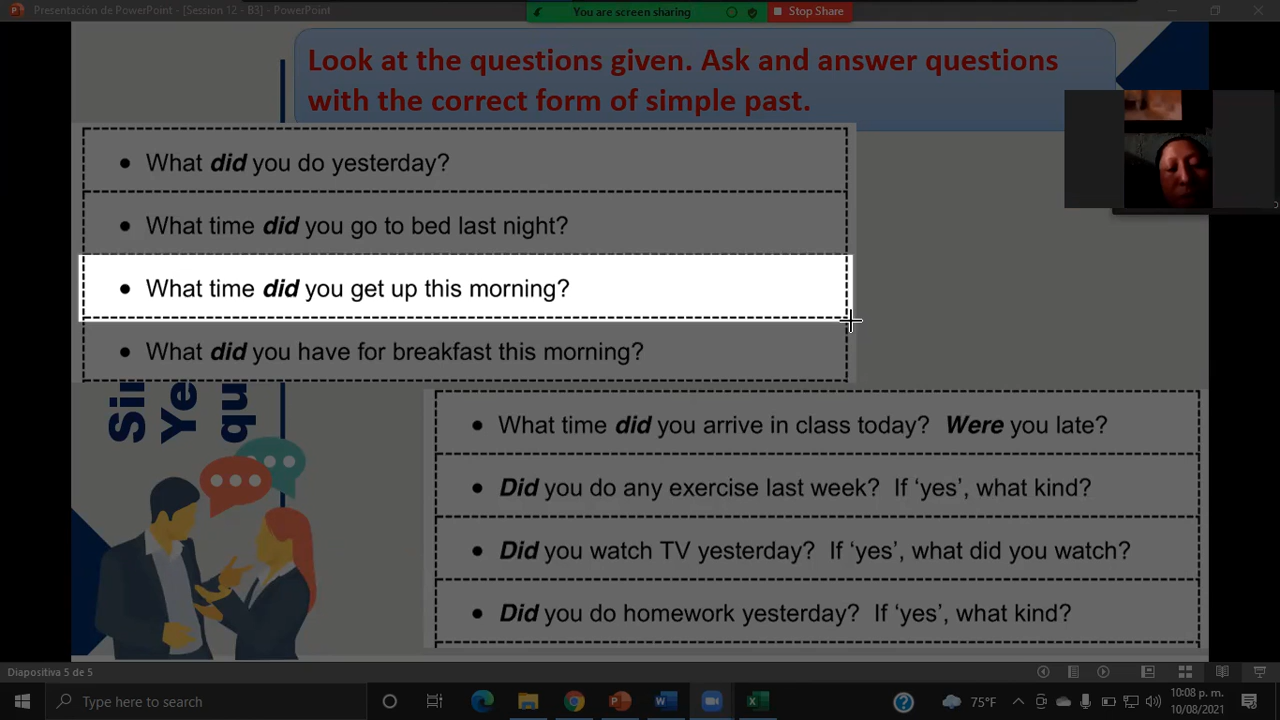 Presentación de PowerPoint - [Session 12 - B3] - PowerPoint
You are screen sharing
Stop Share
Look at the questions given. Ask and answer questions
with the correct form of simple past.
• What did you do yesterday?
• What time did you go to bed last night?
• What time did you get up this morning?
• What did you have for breakfast this morning?
Sin
Ye
qu
• What time did you arrive in class today? Were you late?
• Did you do any exercise last week? If ‘yes’, what kind?
• Did you watch TV yesterday? If ‘yes’, what did you watch?
• Did you do homework yesterday? If ‘yes’, what kind?
Diapositiva 5 de 5
Type here to search
75°F
10:08 p. m.
10/08/2021